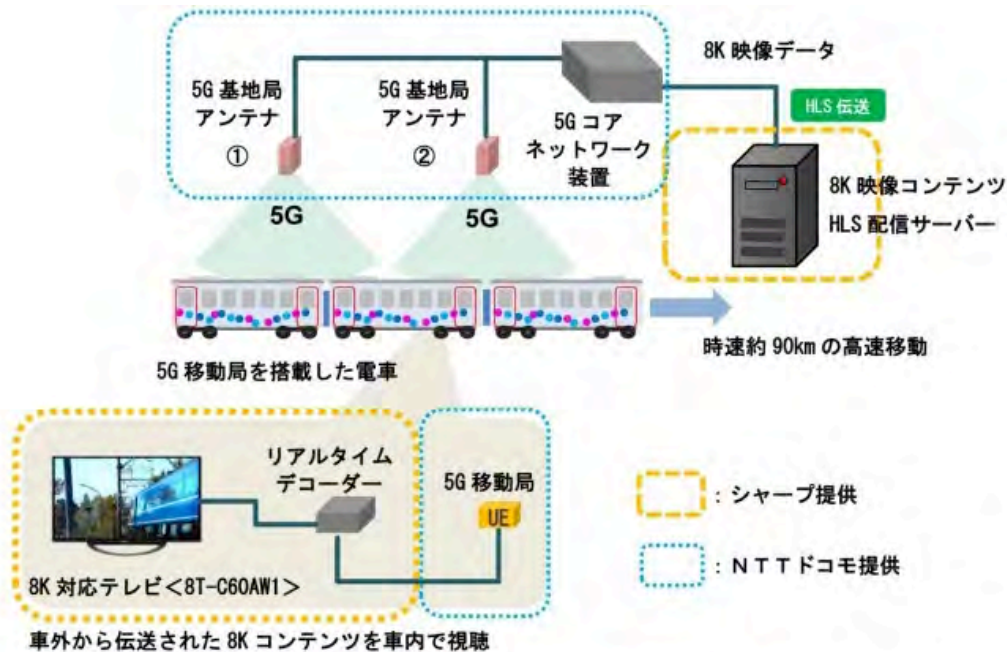 8K 映像データ
5G 基地局
アンテナ
①
5G 基地局
アンテナ
②
5G コア
ネットワーク
装置
HLS 伝送
8K 映像コンテンツ
HLS 配信サーバー
5G
5G
時速約 90km の高速移動
5G 移動局を搭載した電車
リアルタイム
デコーダー
5G 移動局
UE
8K 対応テレビ<8T-C60AW1>
:シャープ提供
:NTTドコモ提供
車外から伝送された 8K コンテンツを車内で視聴